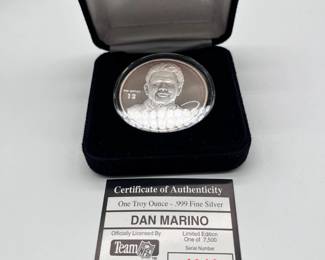 13
Certificate of Authenticity
One Troy Ounce - .999 Fine Silver
DAN MARINO
Officially Licensed By
Limited Edition
One of 7,500
Team NFL
Serial Number